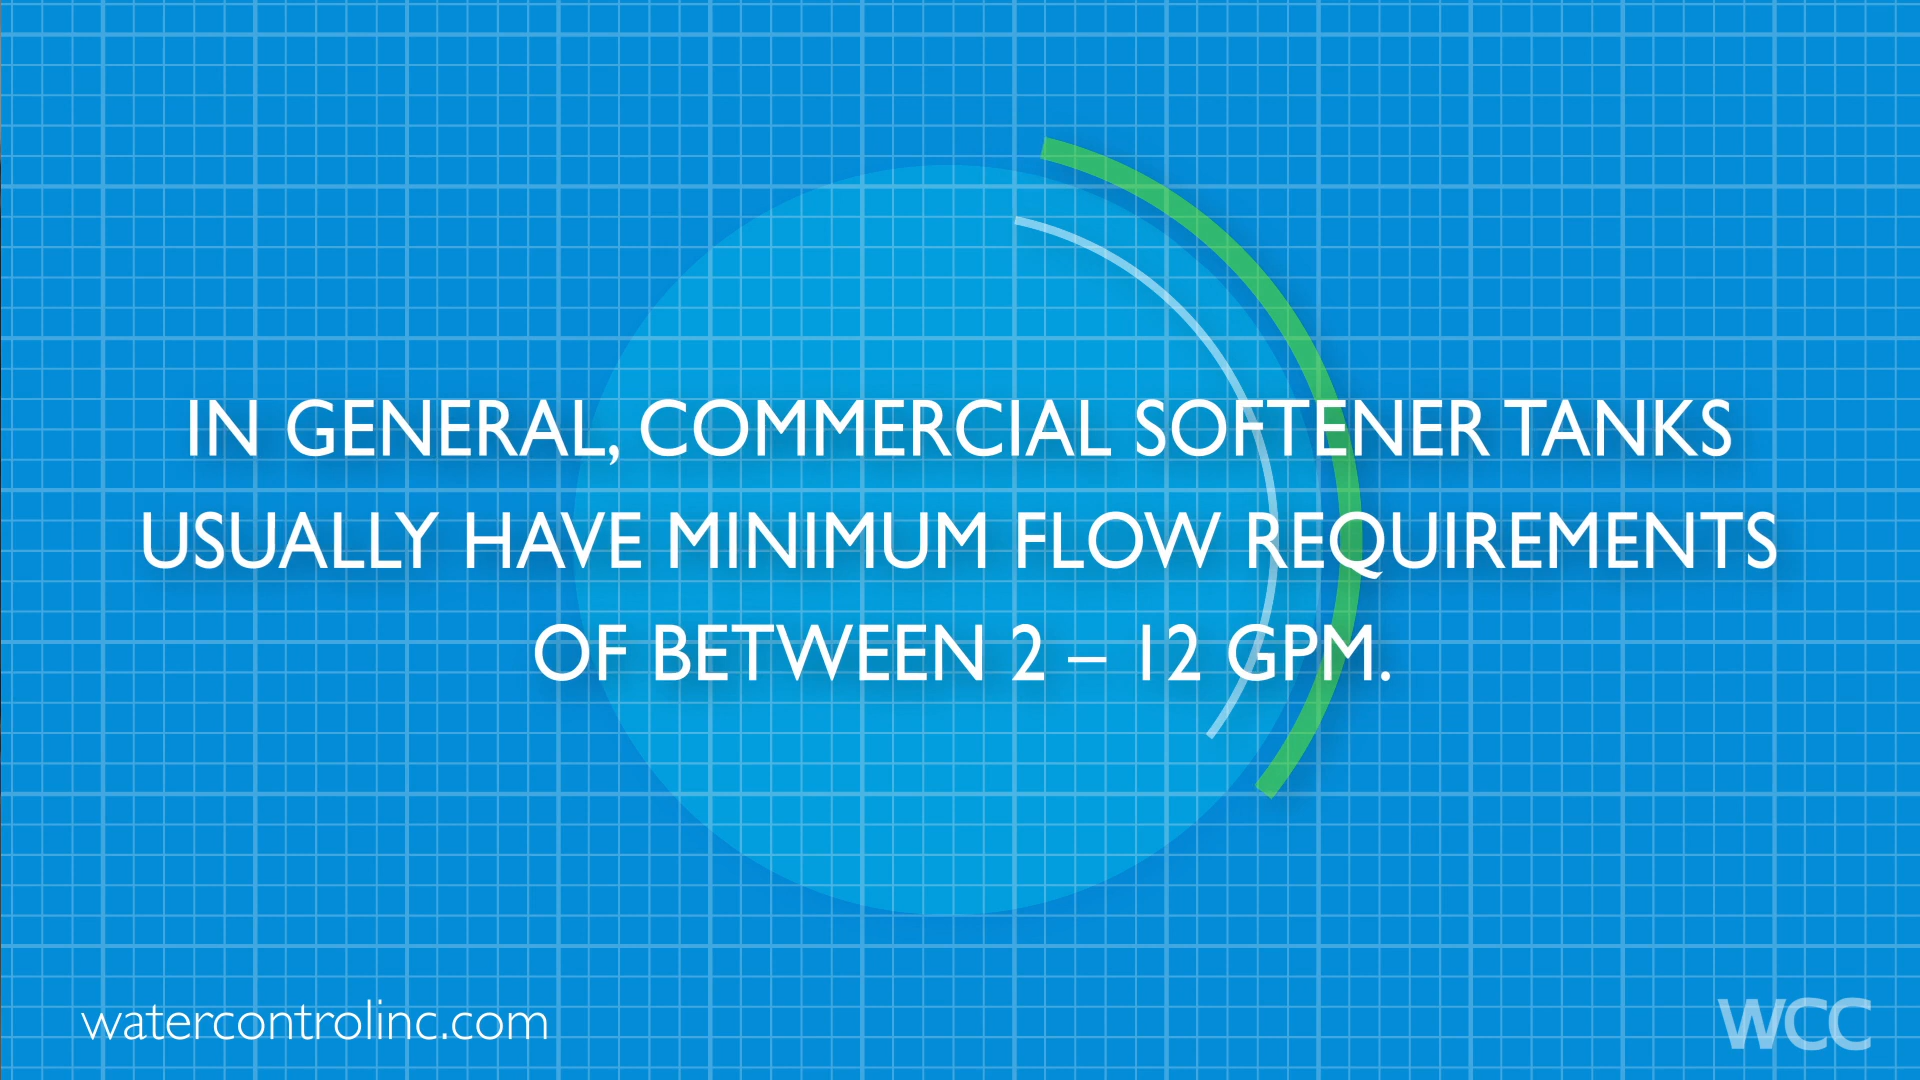 IN GENERAL, COMMERCIAL SOFTENER TANKS
USUALLY HAVE MINIMUM FLOW REQUIREMENTS
OF BETWEEN 2 – 12 GPM.
watercontrolinc.com
WCC